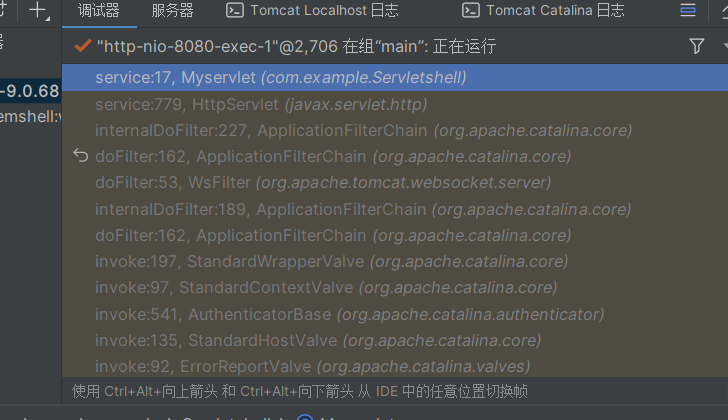 调试器 服务器 Tomcat Localhost 日志 Tomcat Catalina 日志
"http-nio-8080-exec-1"@2,706 在组“main”: 正在运行
service:17, Myservlet (com.example.Servletshell)
-9.0.68
service:779, HttpServlet (javax.servlet.http)
internalDoFilter:227, ApplicationFilterChain (org.apache.catalina.core)
doFilter:162, ApplicationFilterChain (org.apache.catalina.core)
doFilter:53, WsFilter (org.apache.tomcat.websocket.server)
internalDoFilter:189, ApplicationFilterChain (org.apache.catalina.core)
doFilter:162, ApplicationFilterChain (org.apache.catalina.core)
invoke:197, StandardWrapperValve (org.apache.catalina.core)
invoke:97, StandardContextValve (org.apache.catalina.core)
invoke:541, AuthenticatorBase (org.apache.catalina.authenticator)
invoke:135, StandardHostValve (org.apache.catalina.core)
invoke:92, ErrorReportValve (org.apache.catalina.valves)
使用 Ctrl+Alt+向上箭头 和 Ctrl+Alt+向下箭头 从 IDE 中的任意位置切换帧